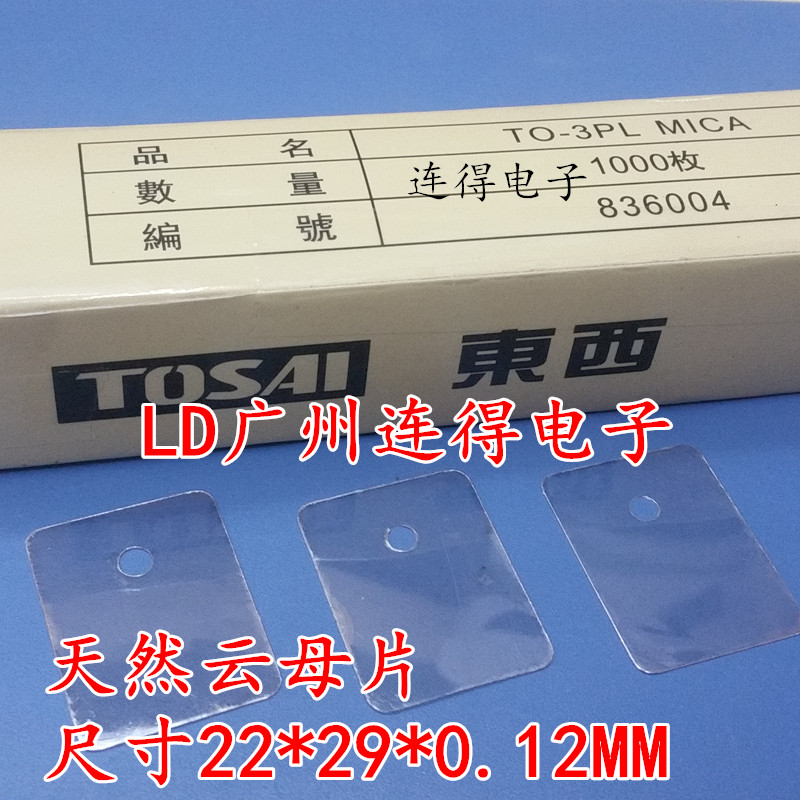 品名 TO-3PL MICA
數量 1000枚
连得电子
編號 836004
TOSAI 東西
LD广州连得电子
天然云母片
尺寸22*29*0.12MM